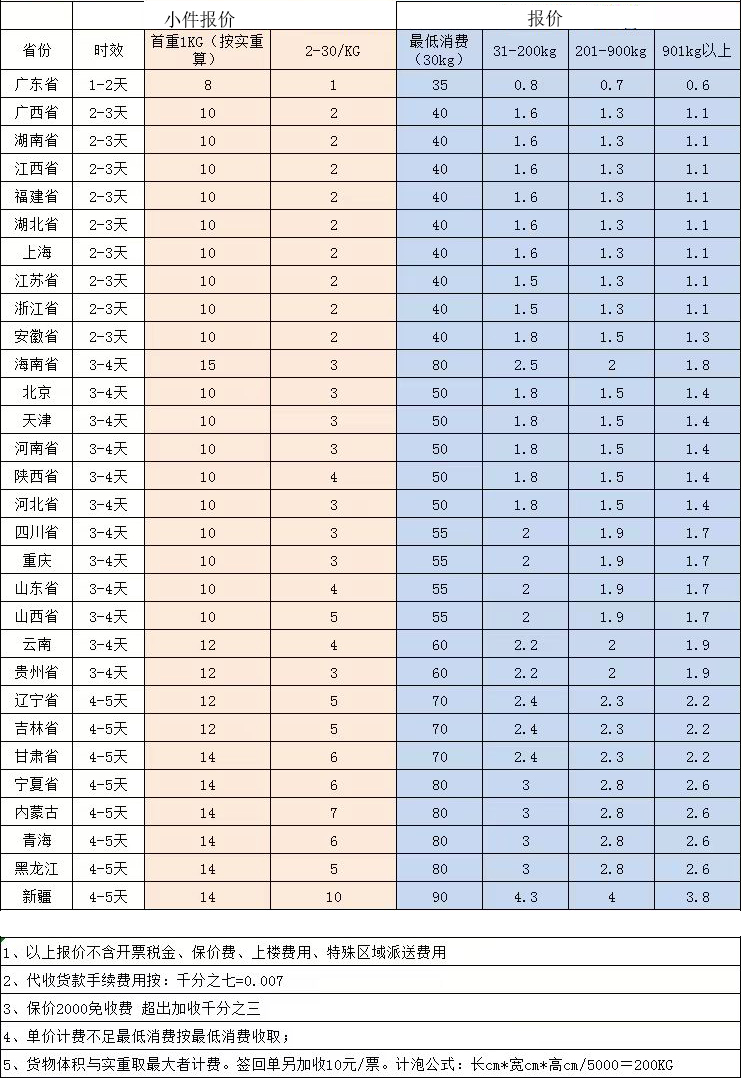 小件报价 报价
省份 时效 首重1KG（按实重算） 2-30/KG 最低消费（30kg） 31-200kg 201-900kg 901kg以上
广东省 1-2天 8 1 35 0.8 0.7 0.6
广西省 2-3天 10 2 40 1.6 1.3 1.1
湖南省 2-3天 10 2 40 1.6 1.3 1.1
江西省 2-3天 10 2 40 1.6 1.3 1.1
福建省 2-3天 10 2 40 1.6 1.3 1.1
湖北省 2-3天 10 2 40 1.6 1.3 1.1
上海 2-3天 10 2 40 1.6 1.3 1.1
江苏省 2-3天 10 2 40 1.5 1.3 1.1
浙江省 2-3天 10 2 40 1.5 1.3 1.1
安徽省 2-3天 10 2 40 1.8 1.5 1.3
海南省 3-4天 15 3 80 2.5 2 1.8
北京 3-4天 10 3 50 1.8 1.5 1.4
天津 3-4天 10 3 50 1.8 1.5 1.4
河南省 3-4天 10 3 50 1.8 1.5 1.4
陕西省 3-4天 10 4 50 1.8 1.5 1.4
河北省 3-4天 10 3 50 1.8 1.5 1.4
四川省 3-4天 10 3 55 2 1.9 1.7
重庆 3-4天 10 3 55 2 1.9 1.7
山东省 3-4天 10 4 55 2 1.9 1.7
山西省 3-4天 10 5 55 2 1.9 1.7
云南 3-4天 12 4 60 2.2 2 1.9
贵州省 3-4天 12 3 60 2.2 2 1.9
辽宁省 4-5天 12 5 70 2.4 2.3 2.2
吉林省 4-5天 12 5 70 2.4 2.3 2.2
甘肃省 4-5天 14 6 70 2.4 2.3 2.2
宁夏省 4-5天 14 6 80 3 2.8 2.6
内蒙古 4-5天 14 7 80 3 2.8 2.6
青海 4-5天 14 6 80 3 2.8 2.6
黑龙江 4-5天 14 5 80 3 2.8 2.6
新疆 4-5天 14 10 90 4.3 4 3.8
1、以上报价不含开票税金、保价费、上楼费用、特殊区域派送费用
2、代收货款手续费用按：千分之七=0.007
3、保价2000免收费 超出加收千分之三
4、单价计费不足最低消费按最低消费收取；
5、货物体积与实重取最大者计费。签回单另加收10元/票。计泡公式：长cm*宽cm*高cm/5000＝200KG